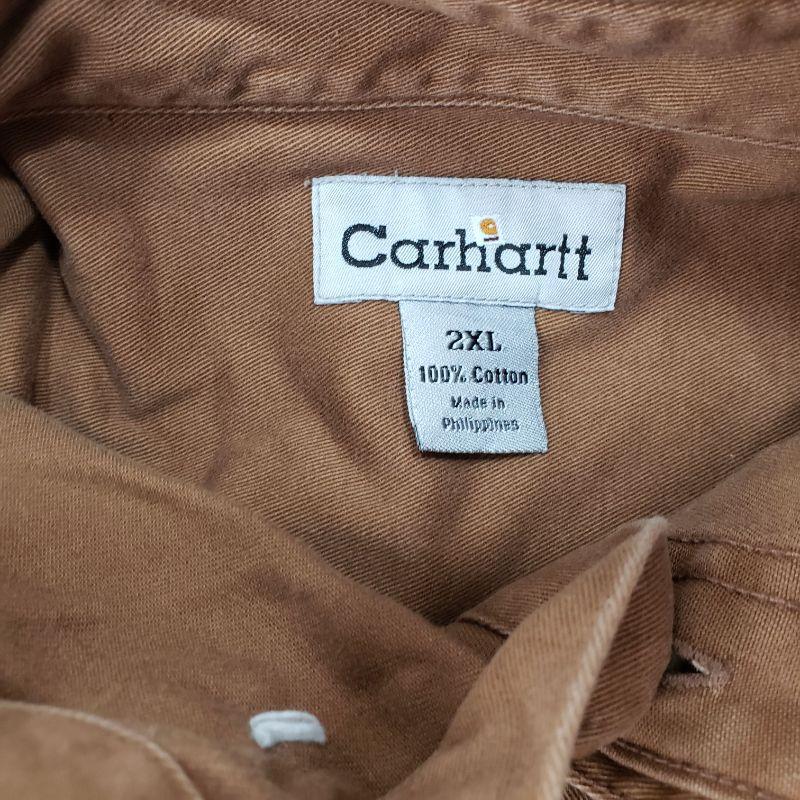 Carhartt
2XL
100% Cotton
Made in
Philippines